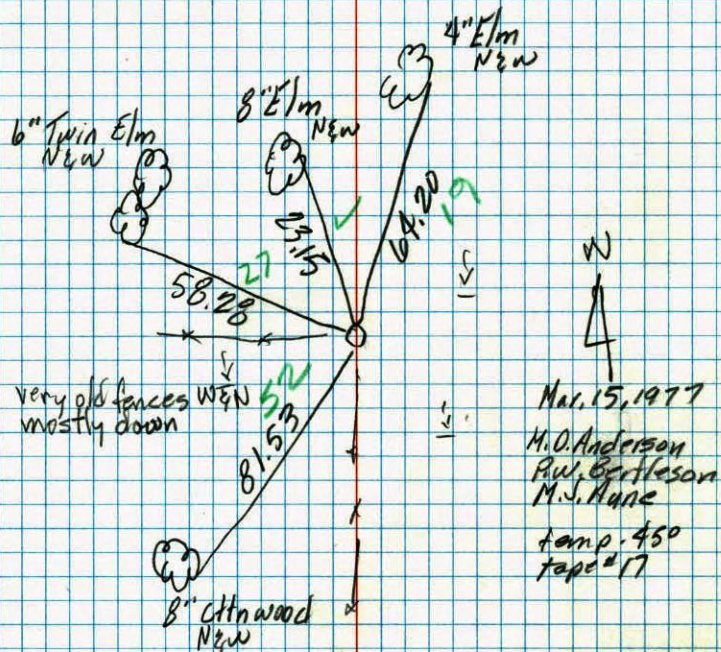 4" Elm
N&W
8" Elm
N&W
6" Twin Elm
N&W
64.20
19
23.15
✓
58.28
27
N
very old fences W&N
mostly down
81.53
52
8" cttnwood
N&W
Mar. 15, 1977
M.O. Anderson
R.W. Bertleson
M.J. Aune
temp. 45°
tape #17